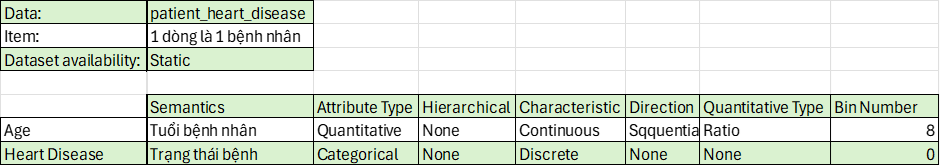 Data: patient_heart_disease
Item: 1 dòng là 1 bệnh nhân
Dataset availability: Static
Semantics Attribute Type Hierarchical Characteristic Direction Quantitative Type Bin Number
Age Tuổi bệnh nhân Quantitative None Continuous Sqquentia Ratio 8
Heart Disease Trạng thái bệnh Categorical None Discrete None None 0